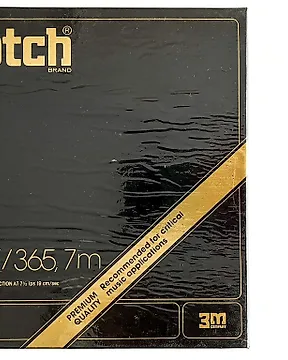 otch®
BRAND
/365,7m
CTION AT 7½ ips 19 cm/sec
PREMIUM
QUALITY
Recommended for critical
music applications
3M
COMPANY